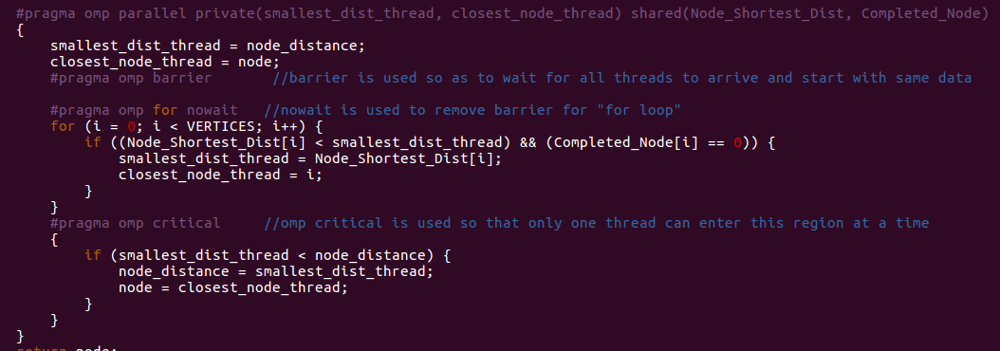 #pragma omp parallel private(smallest_dist_thread, closest_node_thread) shared(Node_Shortest_Dist, Completed_Node)
{
    smallest_dist_thread = node_distance;
    closest_node_thread = node;
    #pragma omp barrier       //barrier is used so as to wait for all threads to arrive and start with same data
    #pragma omp for nowait   //nowait is used to remove barrier for "for loop"
    for (i = 0; i < VERTICES; i++) {
        if ((Node_Shortest_Dist[i] < smallest_dist_thread) && (Completed_Node[i] == 0)) {
            smallest_dist_thread = Node_Shortest_Dist[i];
            closest_node_thread = i;
        }
    }
    #pragma omp critical     //omp critical is used so that only one thread can enter this region at a time
    {
        if (smallest_dist_thread < node_distance) {
            node_distance = smallest_dist_thread;
            node = closest_node_thread;
        }
    }
}
return node;